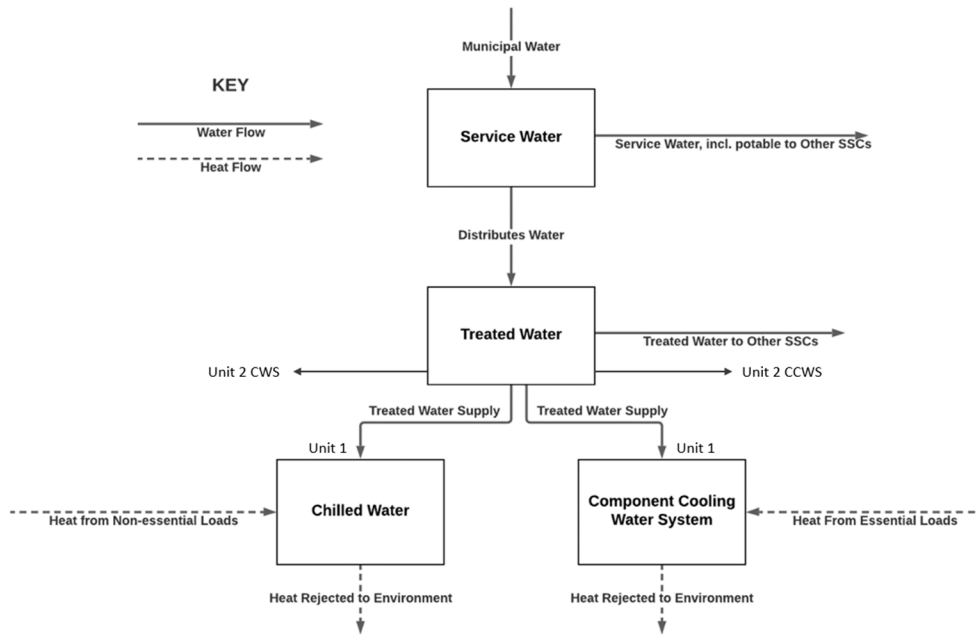 Municipal Water
KEY
Water Flow
Heat Flow
Service Water
Service Water, incl. potable to Other SSCs
Distributes Water
Treated Water
Treated Water to Other SSCs
Unit 2 CWS
Unit 2 CCWS
Treated Water Supply
Treated Water Supply
Unit 1
Unit 1
Chilled Water
Component Cooling
Water System
Heat from Non-essential Loads
Heat From Essential Loads
Heat Rejected to Environment
Heat Rejected to Environment